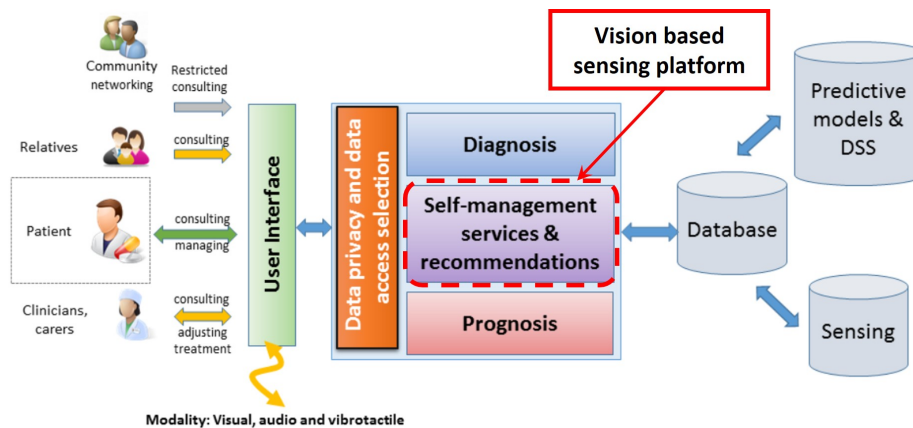 Vision based
sensing platform
Community
networking
Restricted
consulting
Relatives
consulting
Patient
consulting
managing
Clinicians,
carers
consulting
adjusting
treatment
User Interface
Data privacy and data
access selection
Diagnosis
Self-management
services &
recommendations
Prognosis
Database
Predictive
models &
DSS
Sensing
Modality: Visual, audio and vibrotactile